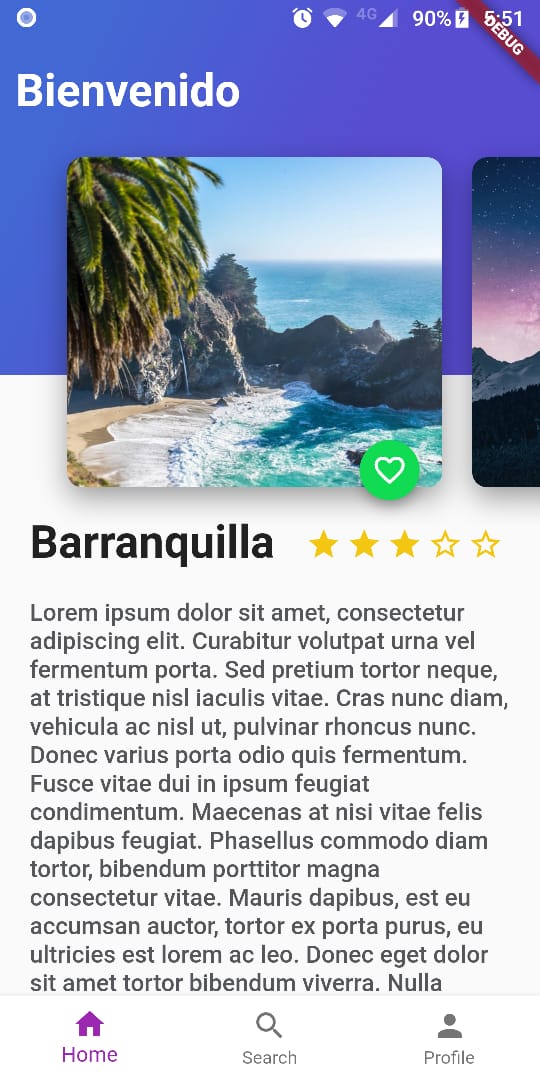 4G 90% 5:51
DEBUG
Bienvenido
Barranquilla
Lorem ipsum dolor sit amet, consectetur
adipiscing elit. Curabitur volutpat urna vel
fermentum porta. Sed pretium tortor neque,
at tristique nisl iaculis vitae. Cras nunc diam,
vehicula ac nisl ut, pulvinar rhoncus nunc.
Donec varius porta odio quis fermentum.
Fusce vitae dui in ipsum feugiat
condimentum. Maecenas at nisi vitae felis
dapibus feugiat. Phasellus commodo diam
tortor, bibendum porttitor magna
consectetur vitae. Mauris dapibus, est eu
accumsan auctor, tortor ex porta purus, eu
ultricies est lorem ac leo. Donec eget dolor
sit amet tortor bibendum viverra. Nulla
Home Search Profile